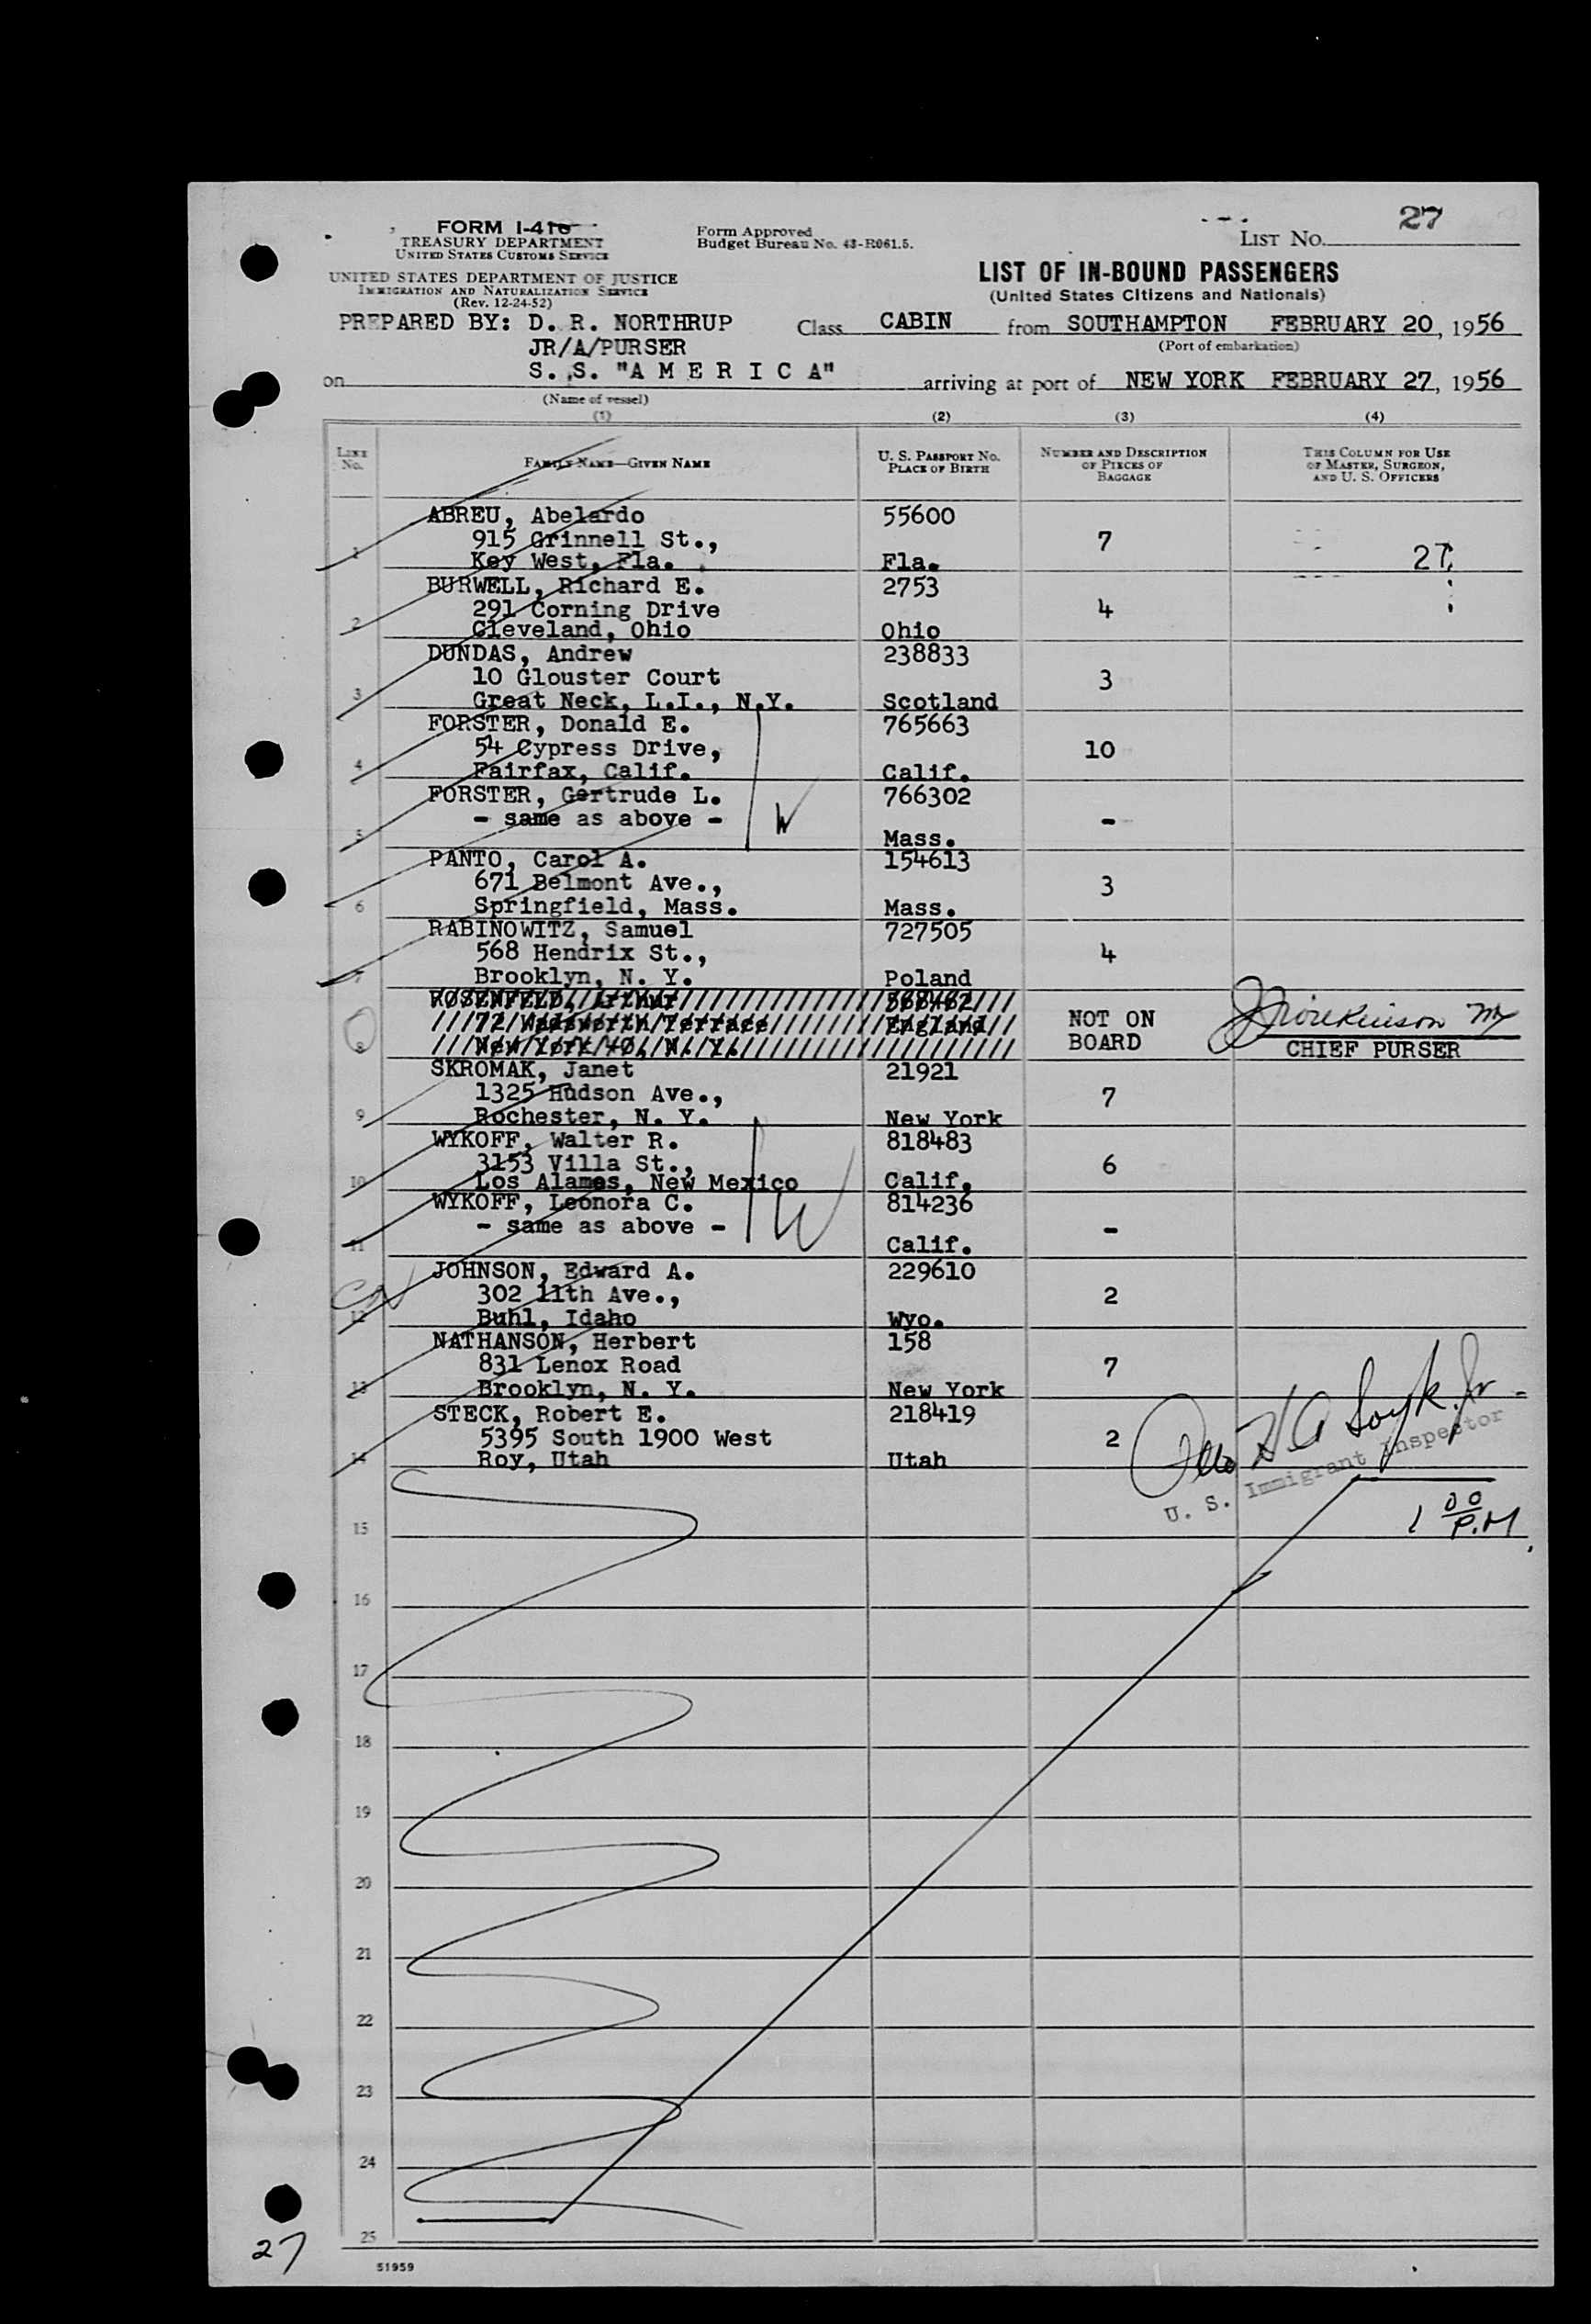 27
FORM I-418
TREASURY DEPARTMENT
UNITED STATES CUSTOMS SERVICE
Form Approved
Budget Bureau No. 43-R061.5.
LIST NO.
UNITED STATES DEPARTMENT OF JUSTICE
IMMIGRATION AND NATURALIZATION SERVICE
(Rev. 12-24-52)
LIST OF IN-BOUND PASSENGERS
(United States Citizens and Nationals)
PREPARED BY: D. R. NORTHRUP
JR/A/PURSER
Class CABIN from SOUTHAMPTON FEBRUARY 20, 1956
(Port of embarkation)
on S. S. "A M E R I C A" arriving at port of NEW YORK FEBRUARY 27, 1956
(Name of vessel)
(1) (2) (3) (4)
LINE NO.
FAMILY NAME—GIVEN NAME
U. S. PASSPORT NO.
PLACE OF BIRTH
NUMBER AND DESCRIPTION
OF PIECES OF
BAGGAGE
THIS COLUMN FOR USE
OF MASTER, SURGEON,
AND U. S. OFFICERS
ABREU, Abelardo 55600
1 915 Grinnell St., 7 27
Key West, Fla. Fla.
BURWELL, Richard E. 2753
2 291 Corning Drive 4
Cleveland, Ohio Ohio
DUNDAS, Andrew 238833
3 10 Glouster Court 3
Great Neck, L.I., N.Y. Scotland
FORSTER, Donald E. 765663
4 54 Cypress Drive, 10
Fairfax, Calif. Calif.
FORSTER, Gertrude L. 766302
5 - same as above - W -
Mass.
PANTO, Carol A. 154613
6 671 Belmont Ave., 3
Springfield, Mass. Mass.
RABINOWITZ, Samuel 727505
7 568 Hendrix St., 4
Brooklyn, N. Y. Poland
ROSENFELD, Arthur 568462
8 72 Wadsworth Terrace England NOT ON
New York 40, N. Y. BOARD CHIEF PURSER
SKROMAK, Janet 21921
9 1325 Hudson Ave., 7
Rochester, N. Y. New York
WYKOFF, Walter R. 818483
10 3153 Villa St., 6
Los Alamos, New Mexico Calif.
WYKOFF, Leonora C. 814236
11 - same as above - W -
Calif.
JOHNSON, Edward A. 229610
12 302 11th Ave., 2
Buhl, Idaho Wyo.
NATHANSON, Herbert 158
13 831 Lenox Road 7
Brooklyn, N. Y. New York
STECK, Robert E. 218419
14 5395 South 1900 West 2
Roy, Utah Utah
U. S. Immigrant Inspector
1 00 P.M.
15
16
17
18
19
20
21
22
23
24
25
27
51959